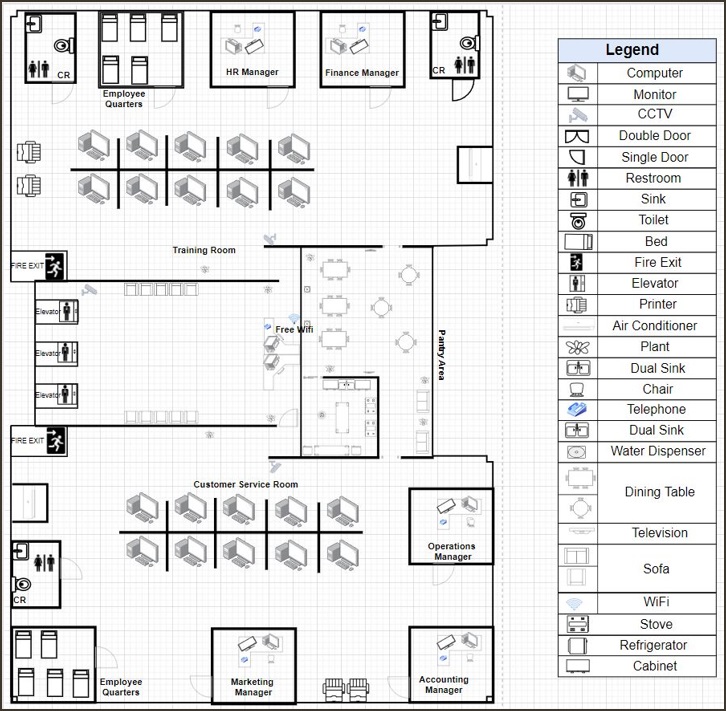 CR
Employee
Quarters
HR Manager
Finance Manager
CR
Training Room
FIRE EXIT
Elevator
Elevator
Elevator
Free Wifi
Pantry Area
FIRE EXIT
Customer Service Room
Operations
Manager
CR
Employee
Quarters
Marketing
Manager
Accounting
Manager
Legend
Computer
Monitor
CCTV
Double Door
Single Door
Restroom
Sink
Toilet
Bed
Fire Exit
Elevator
Printer
Air Conditioner
Plant
Dual Sink
Chair
Telephone
Dual Sink
Water Dispenser
Dining Table
Television
Sofa
WiFi
Stove
Refrigerator
Cabinet